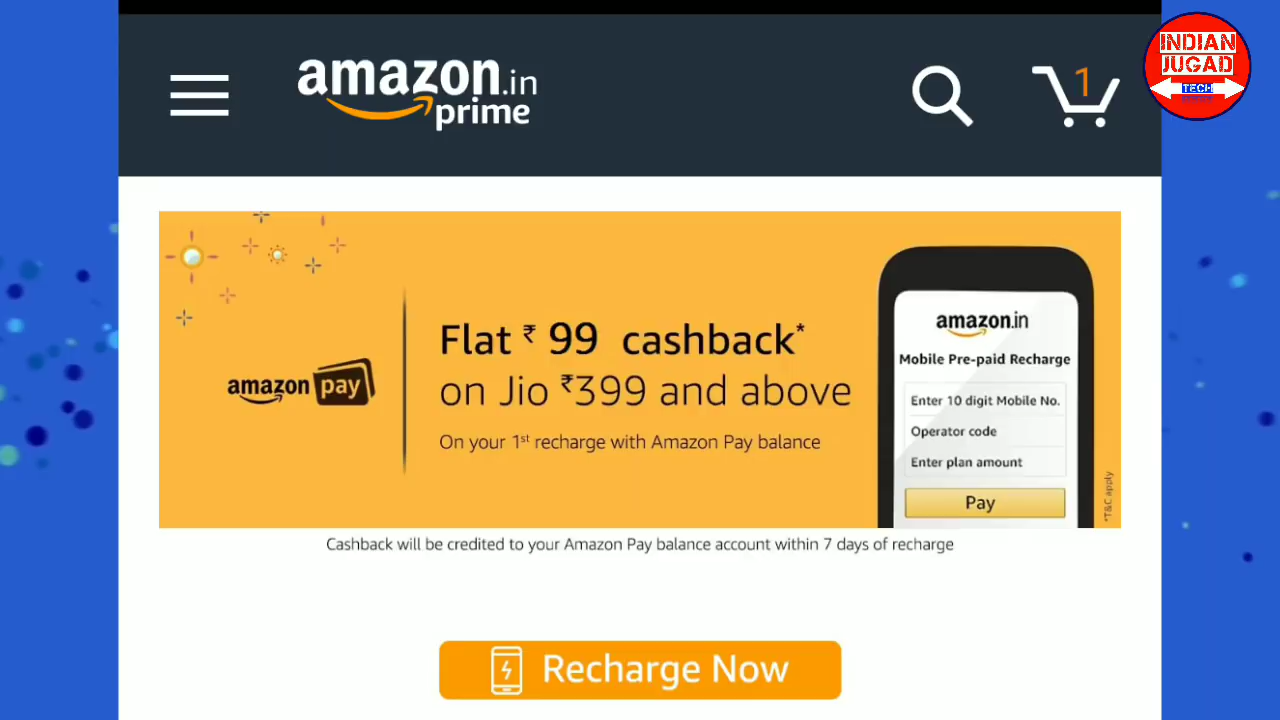 amazon.in
prime
1
INDIAN
JUGAD
TECH
amazon pay
Flat ₹ 99 cashback*
on Jio ₹399 and above
On your 1st recharge with Amazon Pay balance
amazon.in
Mobile Pre-paid Recharge
Enter 10 digit Mobile No.
Operator code
Enter plan amount
Pay
*T&C apply
Cashback will be credited to your Amazon Pay balance account within 7 days of recharge
Recharge Now